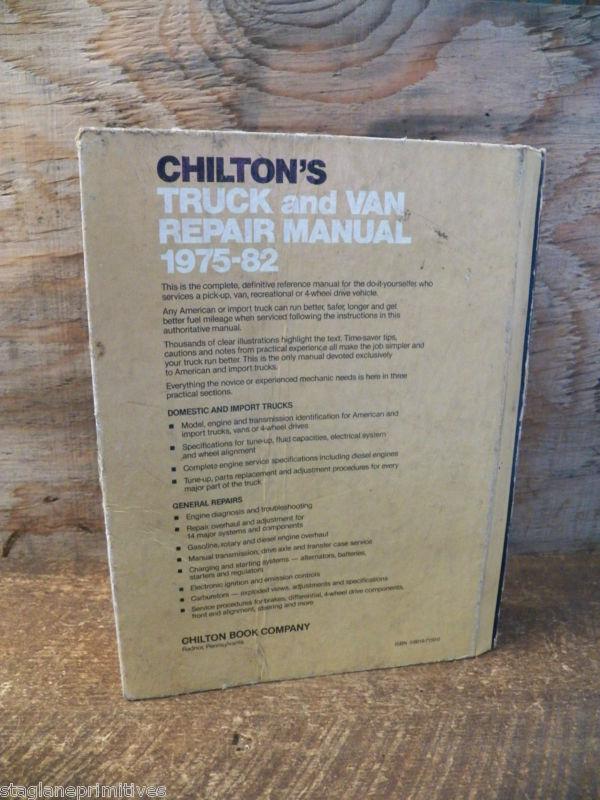 CHILTON'S
TRUCK and VAN
REPAIR MANUAL
1975-82
This is the complete, definitive reference manual for the do-it-yourselfer who
services a pick-up, van, recreational or 4-wheel drive vehicle.
Any American or import truck can run better, safer, longer and get
better fuel mileage when serviced following the instructions in this
authoritative manual.
Thousands of clear illustrations highlight the text. Time-saver tips,
cautions and notes from practical experience all make the job simpler and
your truck run better. This is the only manual devoted exclusively
to American and import trucks.
Everything the novice or experienced mechanic needs is here in three
practical sections.
DOMESTIC AND IMPORT TRUCKS
■ Model, engine and transmission identification for American and
import trucks, vans or 4-wheel drives
■ Specifications for tune-up, fluid capacities, electrical system
and wheel alignment
■ Complete engine service specifications including diesel engines
■ Tune-up, parts replacement and adjustment procedures for every
major part of the truck
GENERAL REPAIRS
■ Engine diagnosis and troubleshooting
■ Repair, overhaul and adjustment for
14 major systems and components
■ Gasoline, rotary and diesel engine overhaul
■ Manual transmission, drive axle and transfer case service
■ Charging and starting systems — alternators, batteries,
starters and regulators
■ Electronic ignition and emission controls
■ Carburetors — exploded views, adjustments and specifications
■ Service procedures for brakes, differential, 4-wheel drive components,
front end alignment, steering and more
CHILTON BOOK COMPANY
Radnor, Pennsylvania
ISBN
staglaneprimitives